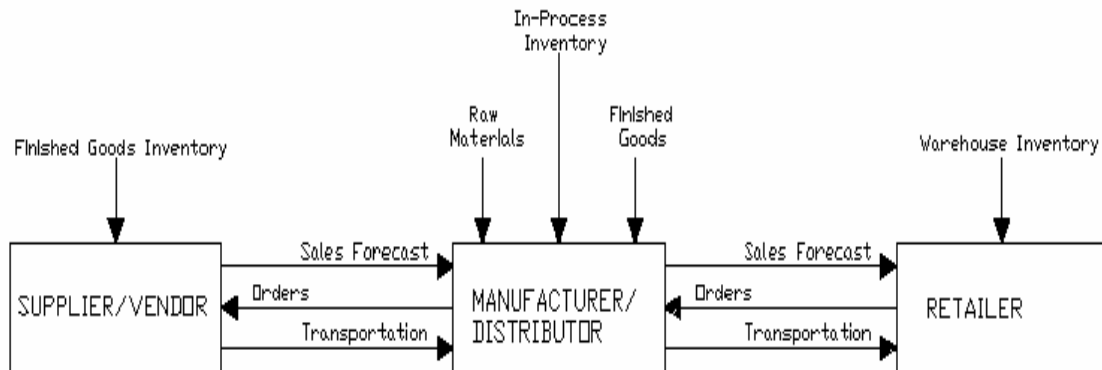 In-Process
Inventory
Raw
Materials
Finished
Goods
Finished Goods Inventory
Warehouse Inventory
Sales Forecast
Sales Forecast
SUPPLIER/VENDOR
Orders
MANUFACTURER/
DISTRIBUTOR
Orders
RETAILER
Transportation
Transportation